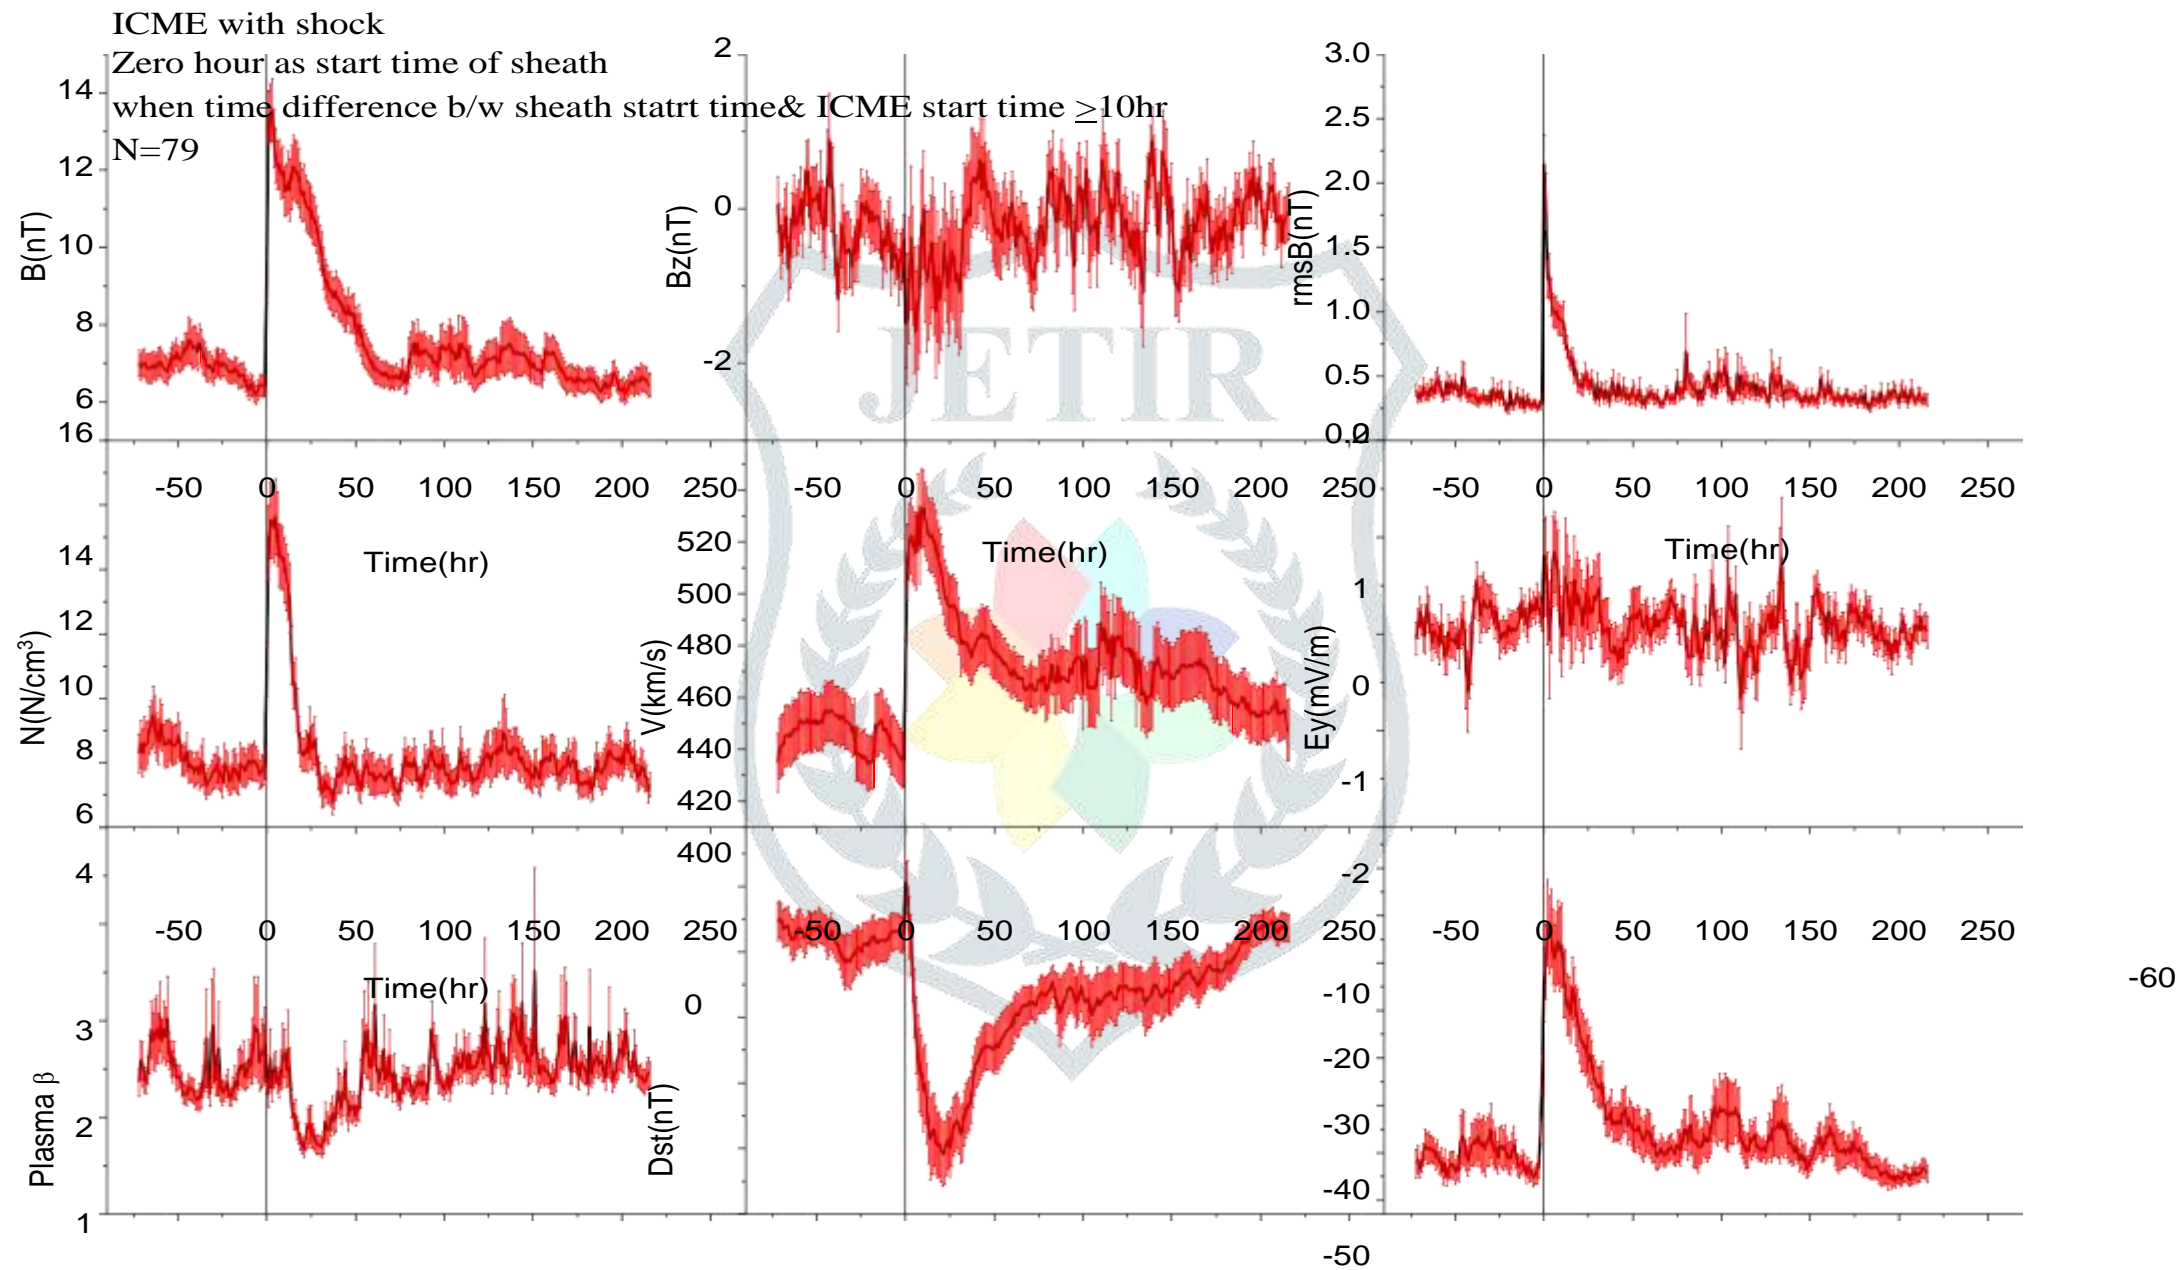 ICME with shock
Zero hour as start time of sheath
when time difference b/w sheath statrt time& ICME start time ≥10hr
N=79
14
12
10
8
6
16
B(nT)
2
0
-2
Bz(nT)
3.0
2.5
2.0
1.5
1.0
0.5
0.0
2
rmsB(nT)
JETIR
-50 0 50 100 150 200 250
-50 0 50 100 150 200 250
-50 0 50 100 150 200 250
Time(hr)
Time(hr)
Time(hr)
14
12
10
8
6
N(N/cm³)
520
500
480
460
440
420
400
V(km/s)
1
0
-1
-2
Ey(mV/m)
-50 0 50 100 150 200 250
-50 0 50 100 150 200 250
-50 0 50 100 150 200 250
Time(hr)
4
3
2
1
Plasma β
0
Dst(nT)
-10
-20
-30
-40
-50
-60